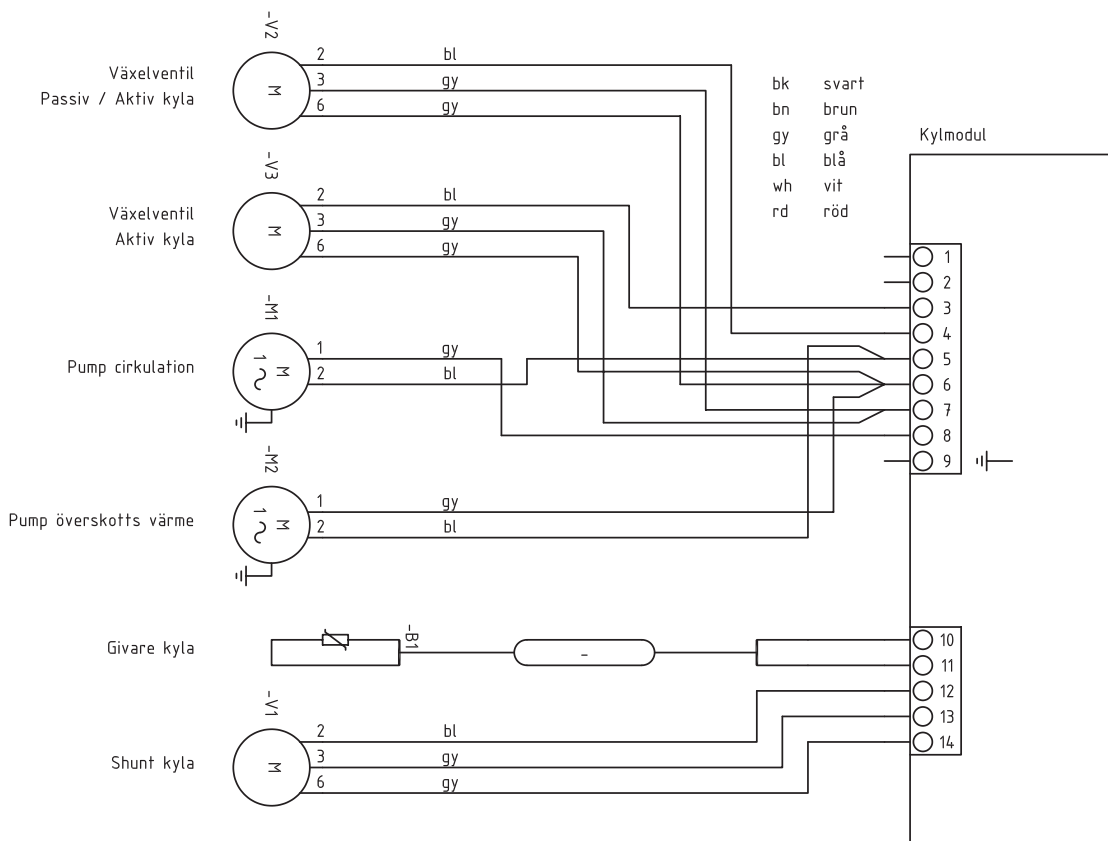 -V2
Växelventil
Passiv / Aktiv kyla
M
2 bl
3 gy
6 gy
bk svart
bn brun
gy grå
bl blå
wh vit
rd röd
Kylmodul
-V3
Växelventil
Aktiv kyla
M
2 bl
3 gy
6 gy
-M1
Pump cirkulation
M
1
1 gy
2 bl
-M2
Pump överskotts värme
M
1
1 gy
2 bl
1
2
3
4
5
6
7
8
9
Givare kyla
-B1
-
10
11
12
13
14
-V1
Shunt kyla
M
2 bl
3 gy
6 gy